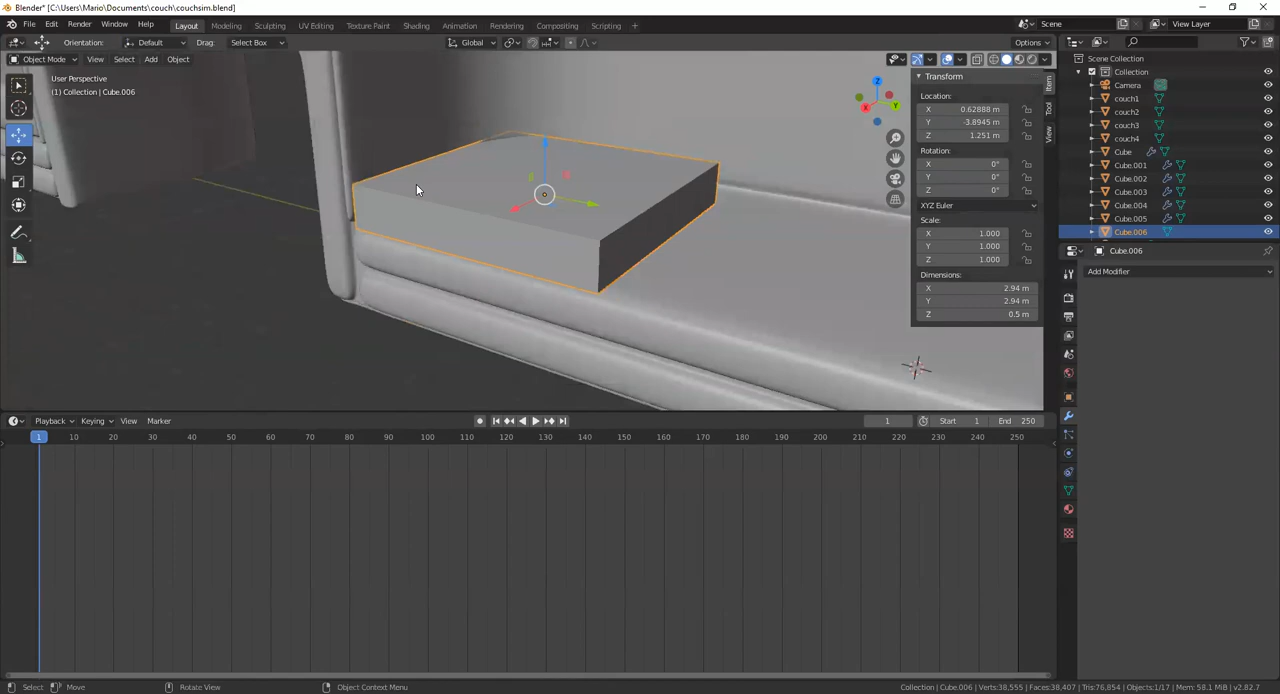 Blender* [C:\Users\Mario\Documents\couch\couchsim.blend]
File Edit Render Window Help Layout Modeling Sculpting UV Editing Texture Paint Shading Animation Rendering Compositing Scripting + Scene View Layer
Orientation: Default Drag: Select Box Global Options
Object Mode View Select Add Object
User Perspective
(1) Collection | Cube.006
Z
Y
X
Transform
Location:
X 0.62888 m
Y -3.8945 m
Z 1.251 m
Rotation:
X 0°
Y 0°
Z 0°
XYZ Euler
Scale:
X 1.000
Y 1.000
Z 1.000
Dimensions:
X 2.94 m
Y 2.94 m
Z 0.5 m
Item
Tool
View
Scene Collection
Collection
Camera
couch1
couch2
couch3
couch4
Cube
Cube.001
Cube.002
Cube.003
Cube.004
Cube.005
Cube.006
Cube.006
Add Modifier
Playback Keying View Marker 1 Start 1 End 250
1 10 20 30 40 50 60 70 80 90 100 110 120 130 140 150 160 170 180 190 200 210 220 230 240 250
Select Move Rotate View Object Context Menu Collection | Cube.006 | Verts:38,555 | Faces:38,407 | Tris:76,854 | Objects:1/17 | Mem: 58.1 MiB | v2.82.7